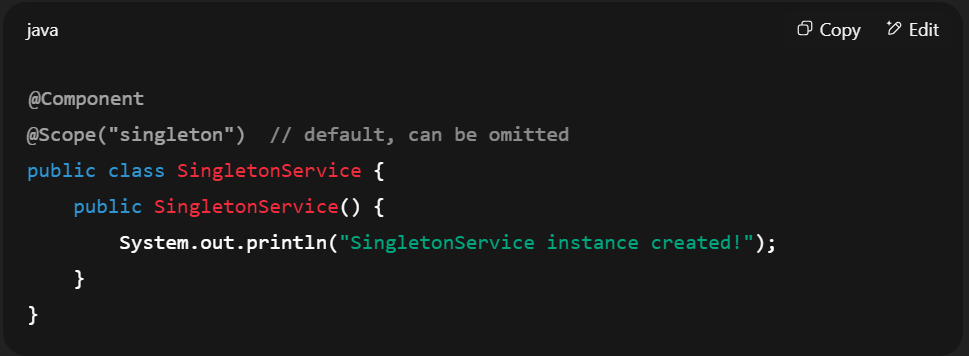 java
Copy
Edit
@Component
@Scope("singleton")  // default, can be omitted
public class SingletonService {
    public SingletonService() {
        System.out.println("SingletonService instance created!");
    }
}